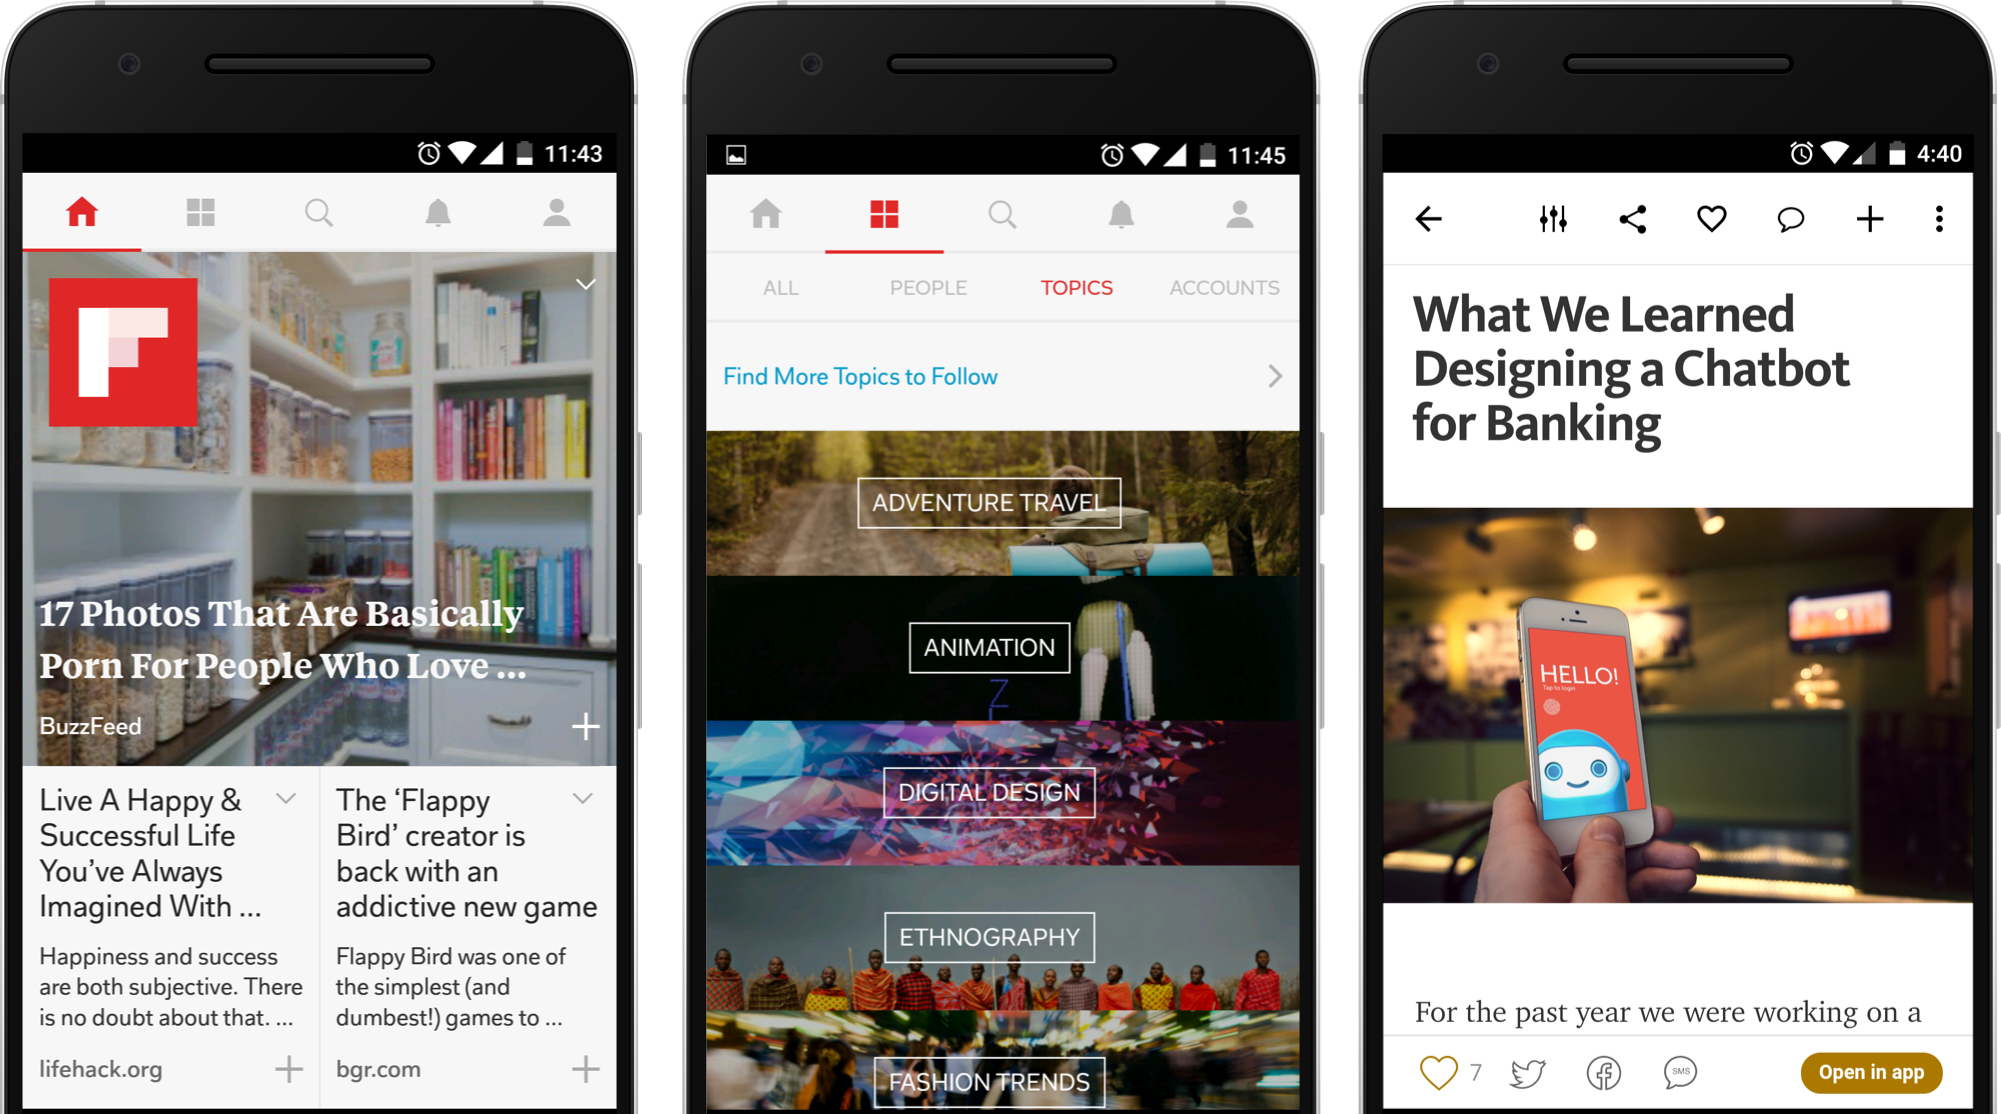 11:43
17 Photos That Are Basically
Porn For People Who Love ...
BuzzFeed
Live A Happy &
Successful Life
You've Always
Imagined With ...
Happiness and success
are both subjective. There
is no doubt about that. ...
lifehack.org
The ‘Flappy
Bird’ creator is
back with an
addictive new game
Flappy Bird was one of
the simplest (and
dumbest!) games to ...
bgr.com
11:45
ALL PEOPLE TOPICS ACCOUNTS
Find More Topics to Follow
ADVENTURE TRAVEL
ANIMATION
Z
DIGITAL DESIGN
ETHNOGRAPHY
FASHION TRENDS
4:40
What We Learned
Designing a Chatbot
for Banking
HELLO!
Tap to login
For the past year we were working on a
7
SMS
Open in app